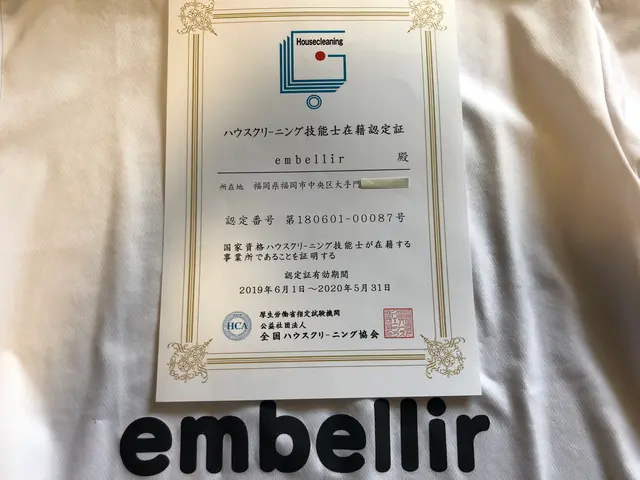 Housecleaning
ハウスクリーニング技能士在籍認定証
embellir 殿
所在地 福岡県福岡市中央区大手門
認定番号 第180601-00087号
国家資格ハウスクリーニング技能士が在籍する
事業所であることを証明する
認定証有効期間
2019年6月1日～2020年5月31日
HCA
厚生労働省指定試験機関
公益社団法人
全国ハウスクリーニング協会
embellir